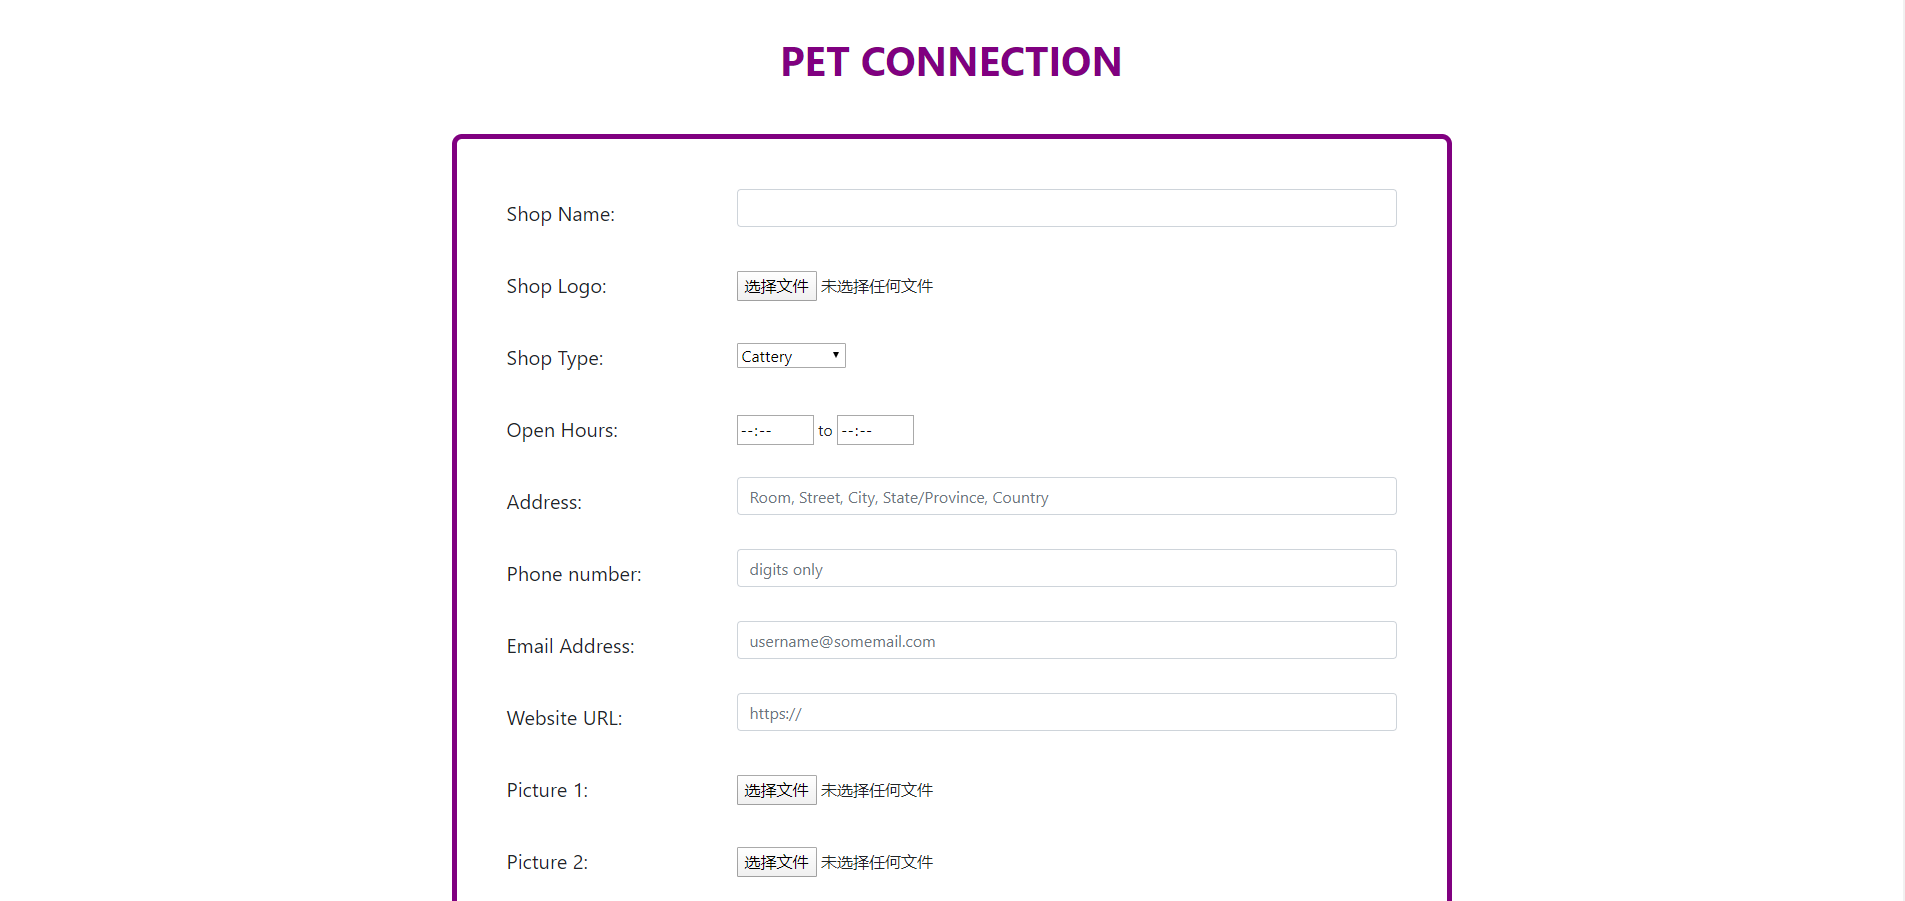 PET CONNECTION
Shop Name:
Shop Logo: 选择文件 未选择任何文件
Shop Type: Cattery
Open Hours: --:-- to --:--
Address: Room, Street, City, State/Province, Country
Phone number: digits only
Email Address: username@somemail.com
Website URL: https://
Picture 1: 选择文件 未选择任何文件
Picture 2: 选择文件 未选择任何文件